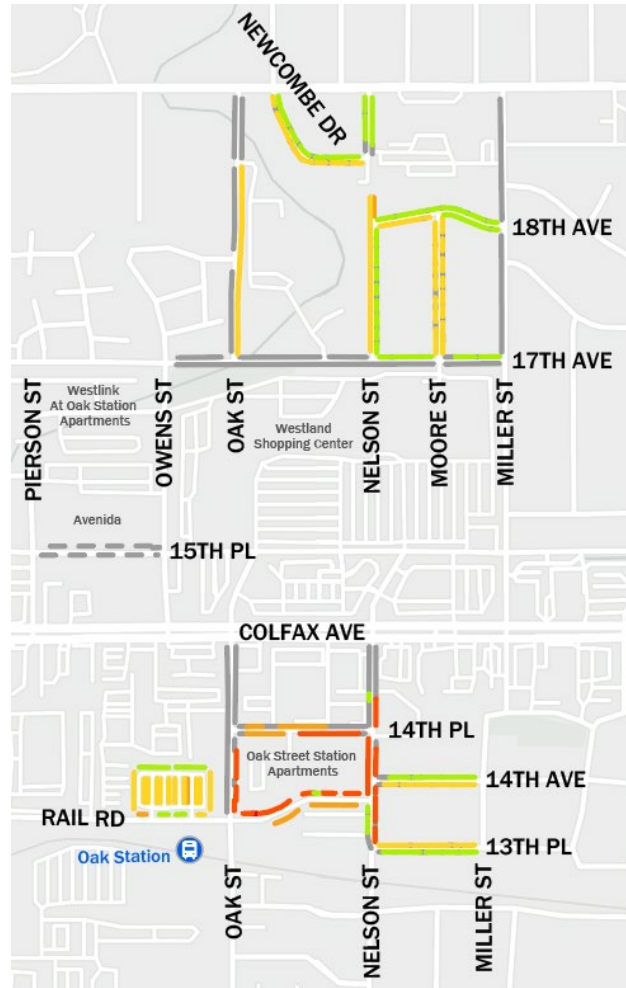 NEWCOMBE DR
18TH AVE
17TH AVE
PIERSON ST
Westlink
At Oak Station
Apartments
OWENS ST
OAK ST
Westland
Shopping Center
NELSON ST
MOORE ST
MILLER ST
Avenida
15TH PL
COLFAX AVE
14TH PL
Oak Street Station
Apartments
14TH AVE
RAIL RD
13TH PL
Oak Station
OAK ST
NELSON ST
MILLER ST